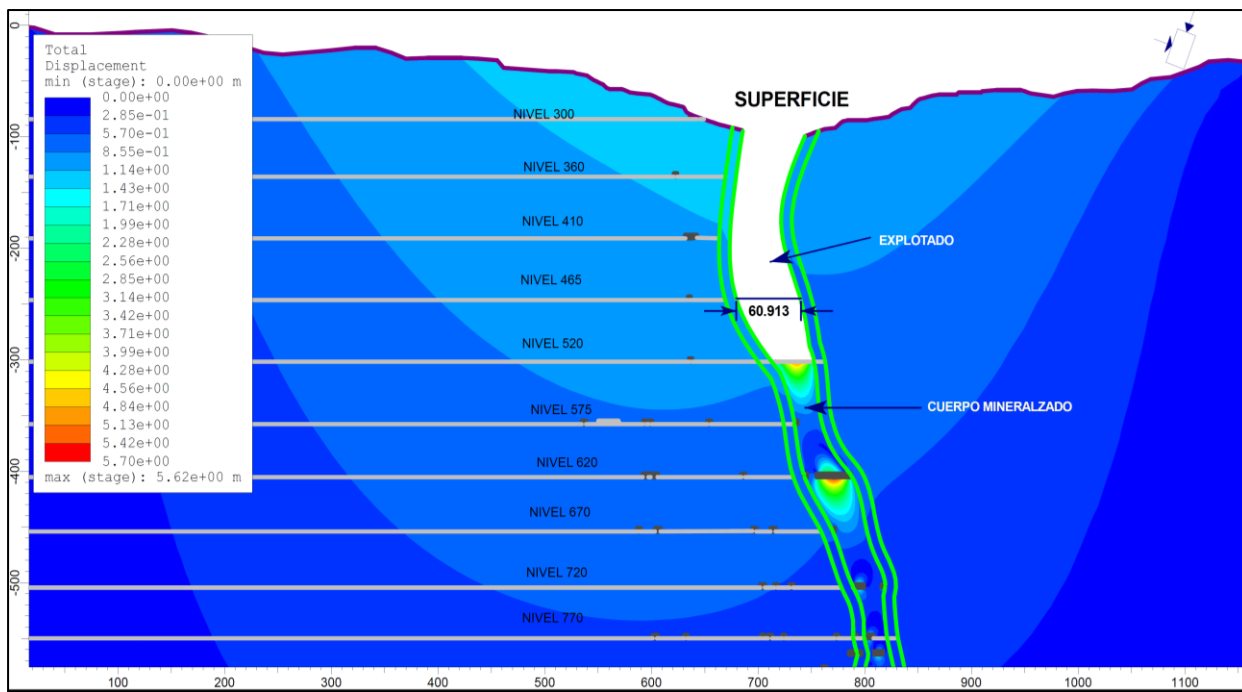 Total
Displacement
min (stage): 0.00e+00 m
0.00e+00
2.85e-01
5.70e-01
8.55e-01
1.14e+00
1.43e+00
1.71e+00
1.99e+00
2.28e+00
2.56e+00
2.85e+00
3.14e+00
3.42e+00
3.71e+00
3.99e+00
4.28e+00
4.56e+00
4.84e+00
5.13e+00
5.42e+00
5.70e+00
max (stage): 5.62e+00 m
SUPERFICIE
NIVEL 300
NIVEL 360
NIVEL 410
EXPLOTADO
NIVEL 465
60.913
NIVEL 520
NIVEL 575
CUERPO MINERALZADO
NIVEL 620
NIVEL 670
NIVEL 720
NIVEL 770
0
-100
-200
-300
-400
-500
100
200
300
400
500
600
700
800
900
1000
1100